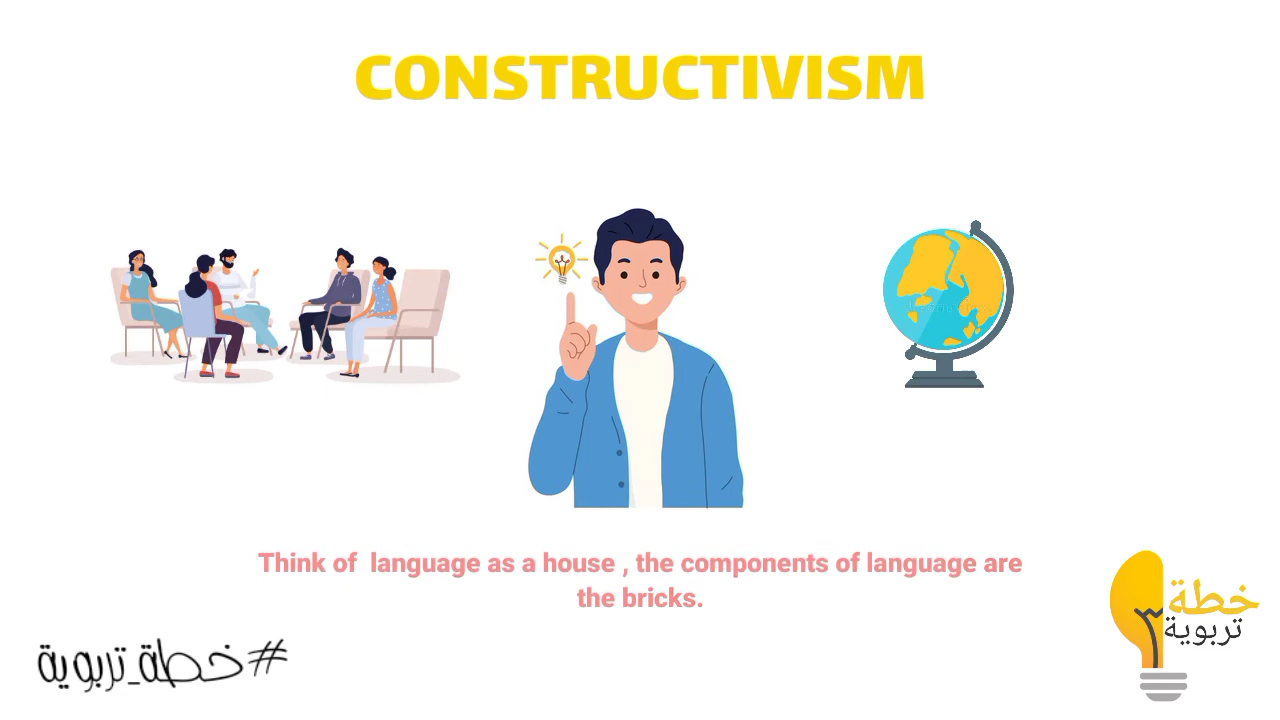 CONSTRUCTIVISM
Think of  language as a house , the components of language are
the bricks.
خطة
تربوية
#خطة_تربوية